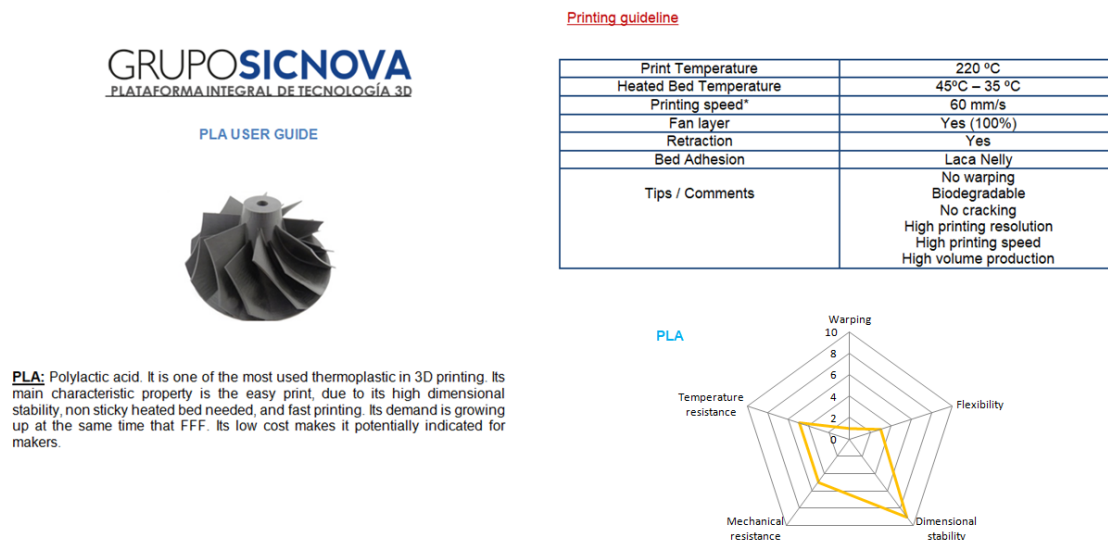 GRUPOSICNOVA
PLATAFORMA INTEGRAL DE TECNOLOGÍA 3D
PLA USER GUIDE
PLA: Polylactic acid. It is one of the most used thermoplastic in 3D printing. Its
main characteristic property is the easy print, due to its high dimensional
stability, non sticky heated bed needed, and fast printing. Its demand is growing
up at the same time that FFF. Its low cost makes it potentially indicated for
makers.
Printing guideline
Print Temperature 220 ºC
Heated Bed Temperature 45ºC – 35 ºC
Printing speed* 60 mm/s
Fan layer Yes (100%)
Retraction Yes
Bed Adhesion Laca Nelly
Tips / Comments
No warping
Biodegradable
No cracking
High printing resolution
High printing speed
High volume production
PLA
Warping
10
8
6
4
2
0
Flexibility
Dimensional
stability
Mechanical
resistance
Temperature
resistance